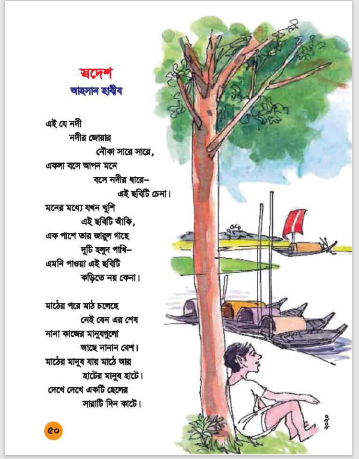 স্বদেশ
আহসান হাবীব
এই যে নদী
নদীর জোয়ার
নৌকা সারে সারে,
একলা বসে আপন মনে
বসে নদীর ধারে–
এই ছবিটি চেনা।
মনের মধ্যে যখন খুশি
এই ছবিটি আঁকি,
এক পাশে তার জারুল গাছে
দুটি হলুদ পাখি–
এমনি পাওয়া এই ছবিটি
কড়িতে নয় কেনা।
মাঠের পরে মাঠ চলেছে
নেই যেন এর শেষ
নানা কাজের মানুষগুলো
আছে নানান বেশ।
মাঠের মানুষ যায় মাঠে আর
হাটের মানুষ হাটে।
দেখে দেখে একটি ছেলের
সারাটি দিন কাটে।
৫০
২০২০